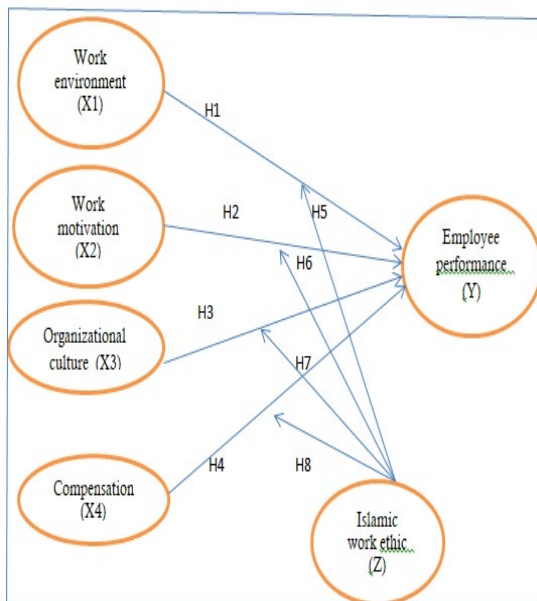 Work
environment
(X1)
H1
Work
motivation
(X2)
H2
H5
H6
Employee
performance
(Y)
Organizational
culture (X3)
H3
H7
Compensation
(X4)
H4
H8
Islamic
work ethic
(Z)